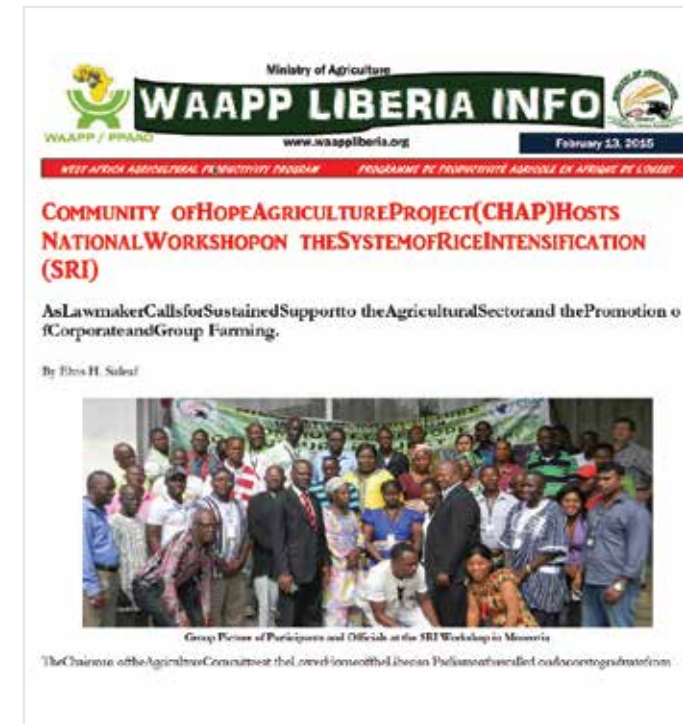 Ministry of Agriculture
WAAPP LIBERIA INFO
WAAPP / PPAAO
www.waappliberia.org
February 13, 2015
WEST AFRICA AGRICULTURAL PRODUCTIVITY PROGRAM PROGRAMME DE PRODUCTIVITÉ AGRICOLE EN AFRIQUE DE L'OUEST
COMMUNITY OFHOPEAGRICULTUREPROJECT(CHAP)HOSTS
NATIONALWORKSHOPON THESYSTEMOFRICEINTENSIFICATION
(SRI)
AsLawmakerCallsforSustainedSupportto theAgriculturalSectorand thePromotion o
fCorporateandGroup Farming.
By H.
Group Picture of Participants and Officials at the SRI Workshop in Monrovia